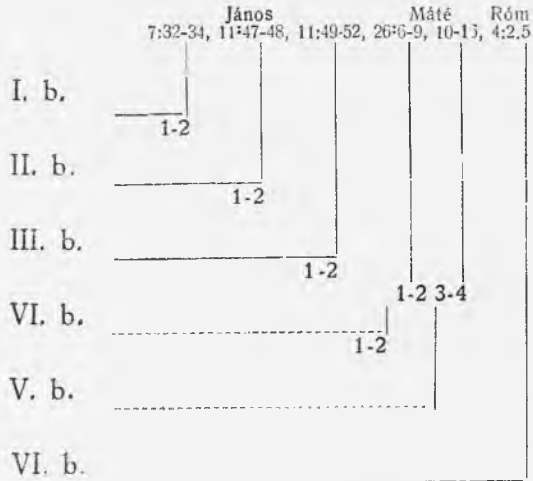 János Máté Róm
7:32-34, 11:47-48, 11:49-52, 26:6-9, 10-15, 4:2.5
I. b.
1-2
II. b.
1-2
III. b.
1-2
1-2 3-4
VI. b.
1-2
V. b.
VI. b.